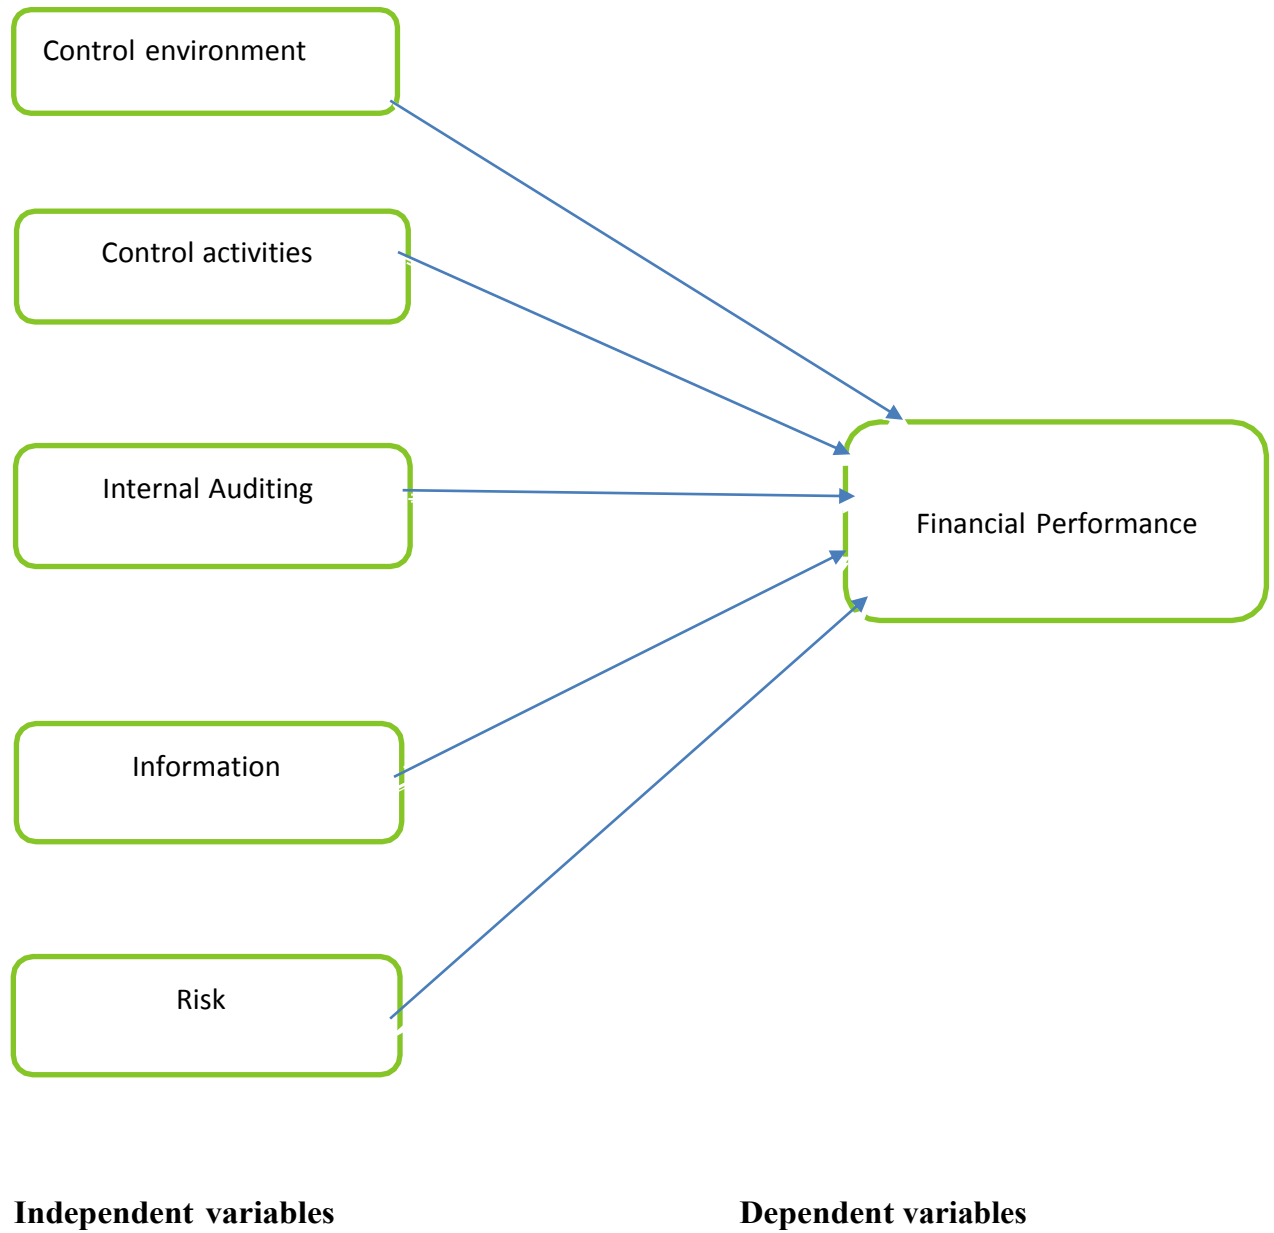 Control environment
Control activities
Internal Auditing
Financial Performance
Information
Risk
Independent variables
Dependent variables